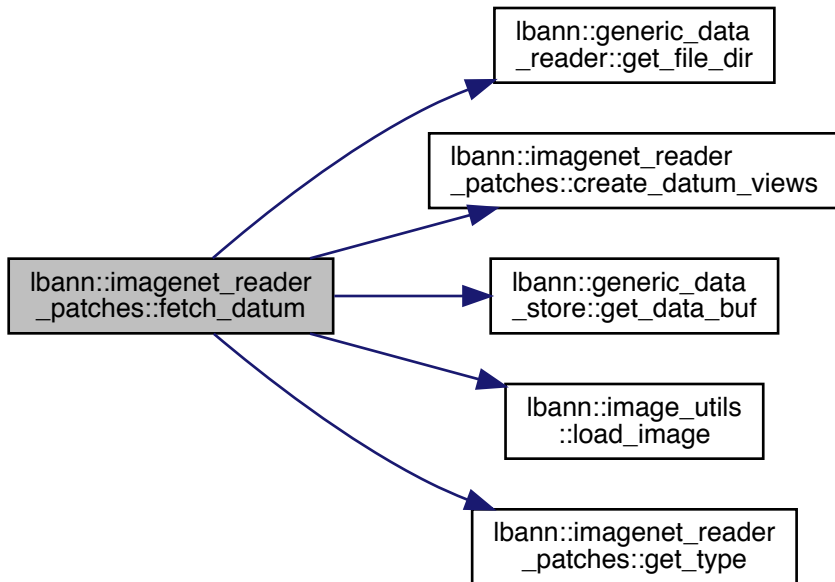 lbann::generic_data
_reader::get_file_dir
lbann::imagenet_reader
_patches::create_datum_views
lbann::imagenet_reader
_patches::fetch_datum
lbann::generic_data
_store::get_data_buf
lbann::image_utils
::load_image
lbann::imagenet_reader
_patches::get_type